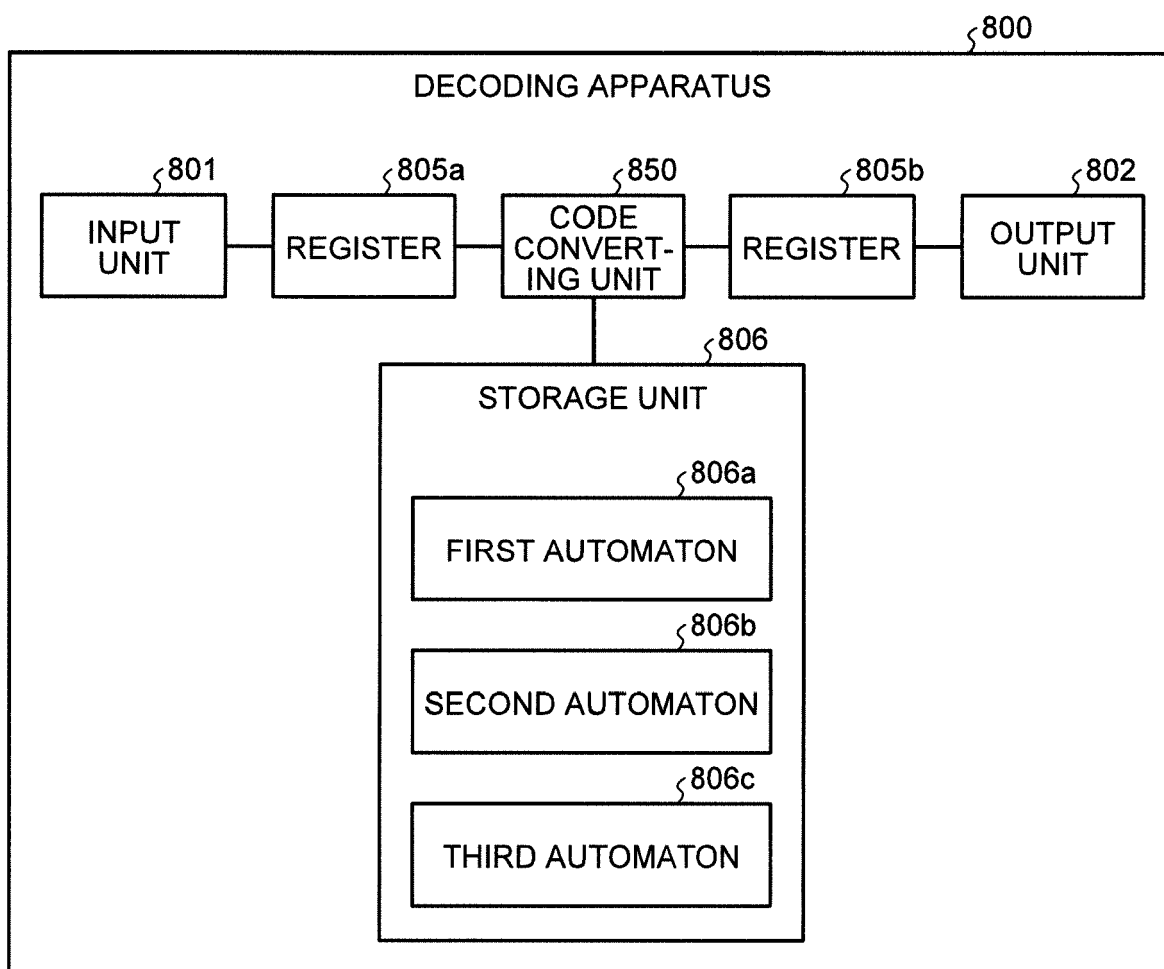 800
DECODING APPARATUS
801
805a
850
805b
802
INPUT
UNIT
REGISTER
CODE
CONVERT-
ING UNIT
REGISTER
OUTPUT
UNIT
806
STORAGE UNIT
806a
FIRST AUTOMATON
806b
SECOND AUTOMATON
806c
THIRD AUTOMATON